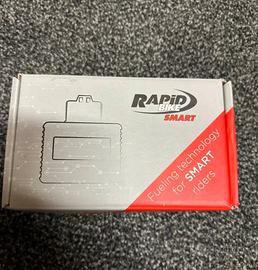 RAPiD
BIKE
SMART
Fueling technology
for SMART
riders